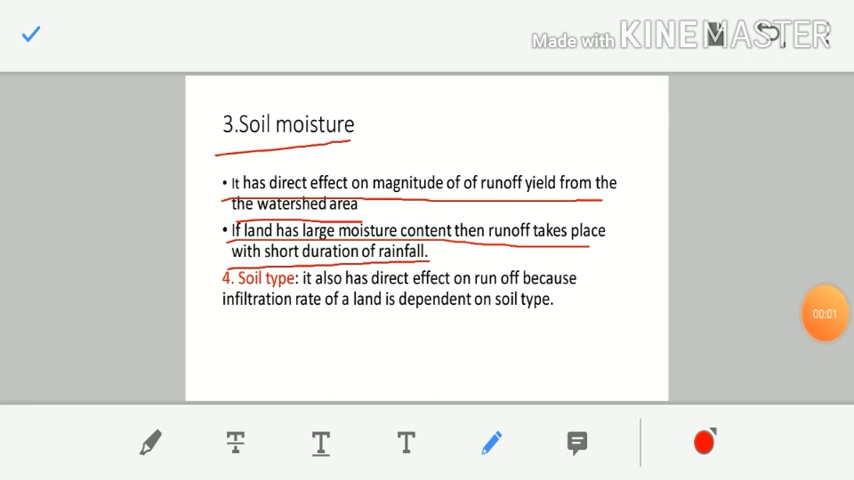 Made with KINEMASTER
3.Soil moisture
• It has direct effect on magnitude of of runoff yield from the
the watershed area
• If land has large moisture content then runoff takes place
with short duration of rainfall.
4. Soil type: it also has direct effect on run off because
infiltration rate of a land is dependent on soil type.
00:01
T T T